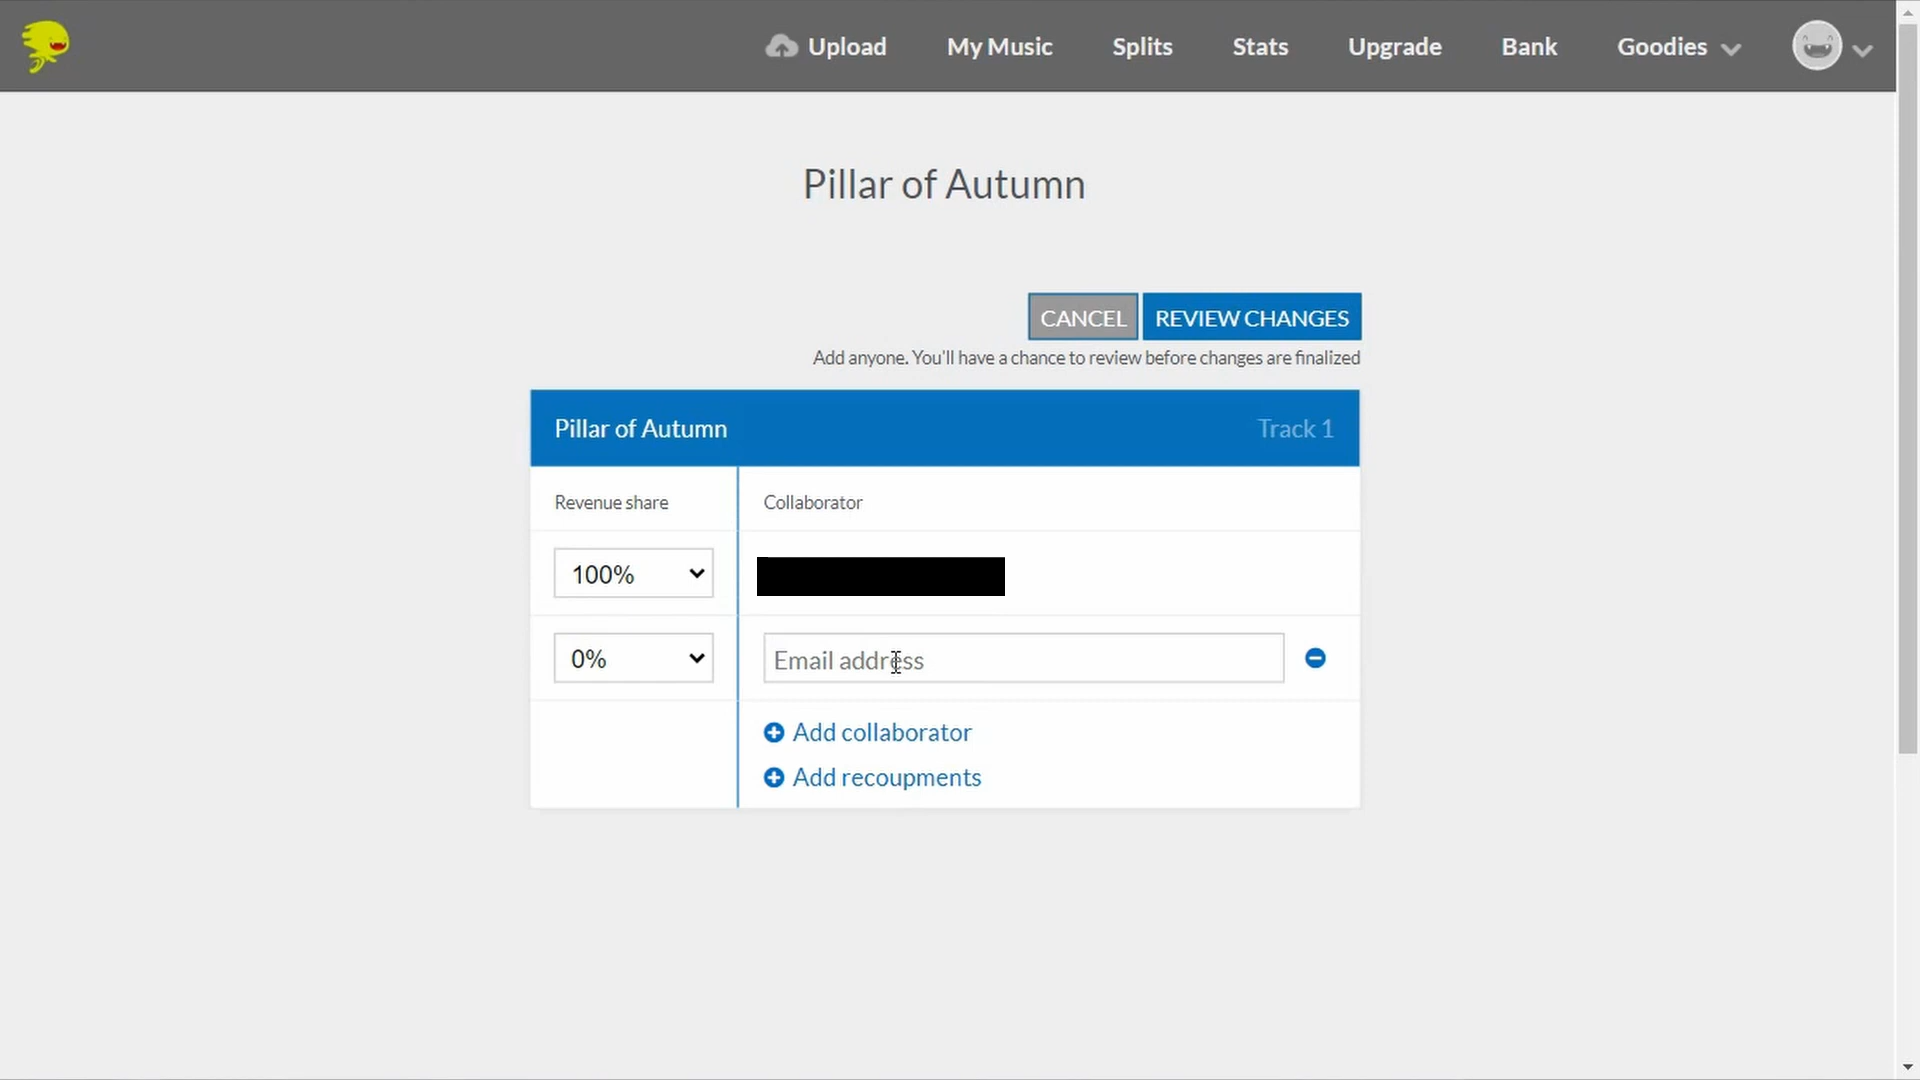 Upload My Music Splits Stats Upgrade Bank Goodies
Pillar of Autumn
CANCEL REVIEW CHANGES
Add anyone. You'll have a chance to review before changes are finalized
Pillar of Autumn Track 1
Revenue share Collaborator
100%
0% Email address
Add collaborator
Add recoupments